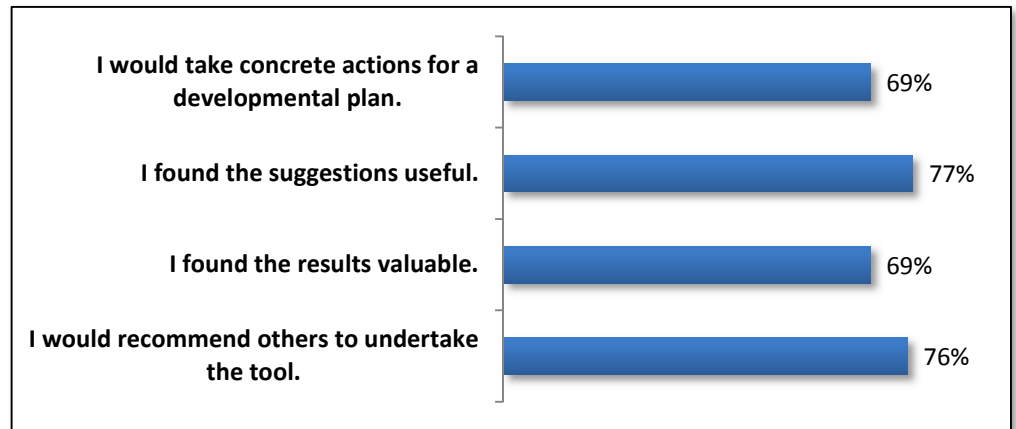 I would take concrete actions for a
developmental plan.
69%
I found the suggestions useful.
77%
I found the results valuable.
69%
I would recommend others to undertake
the tool.
76%